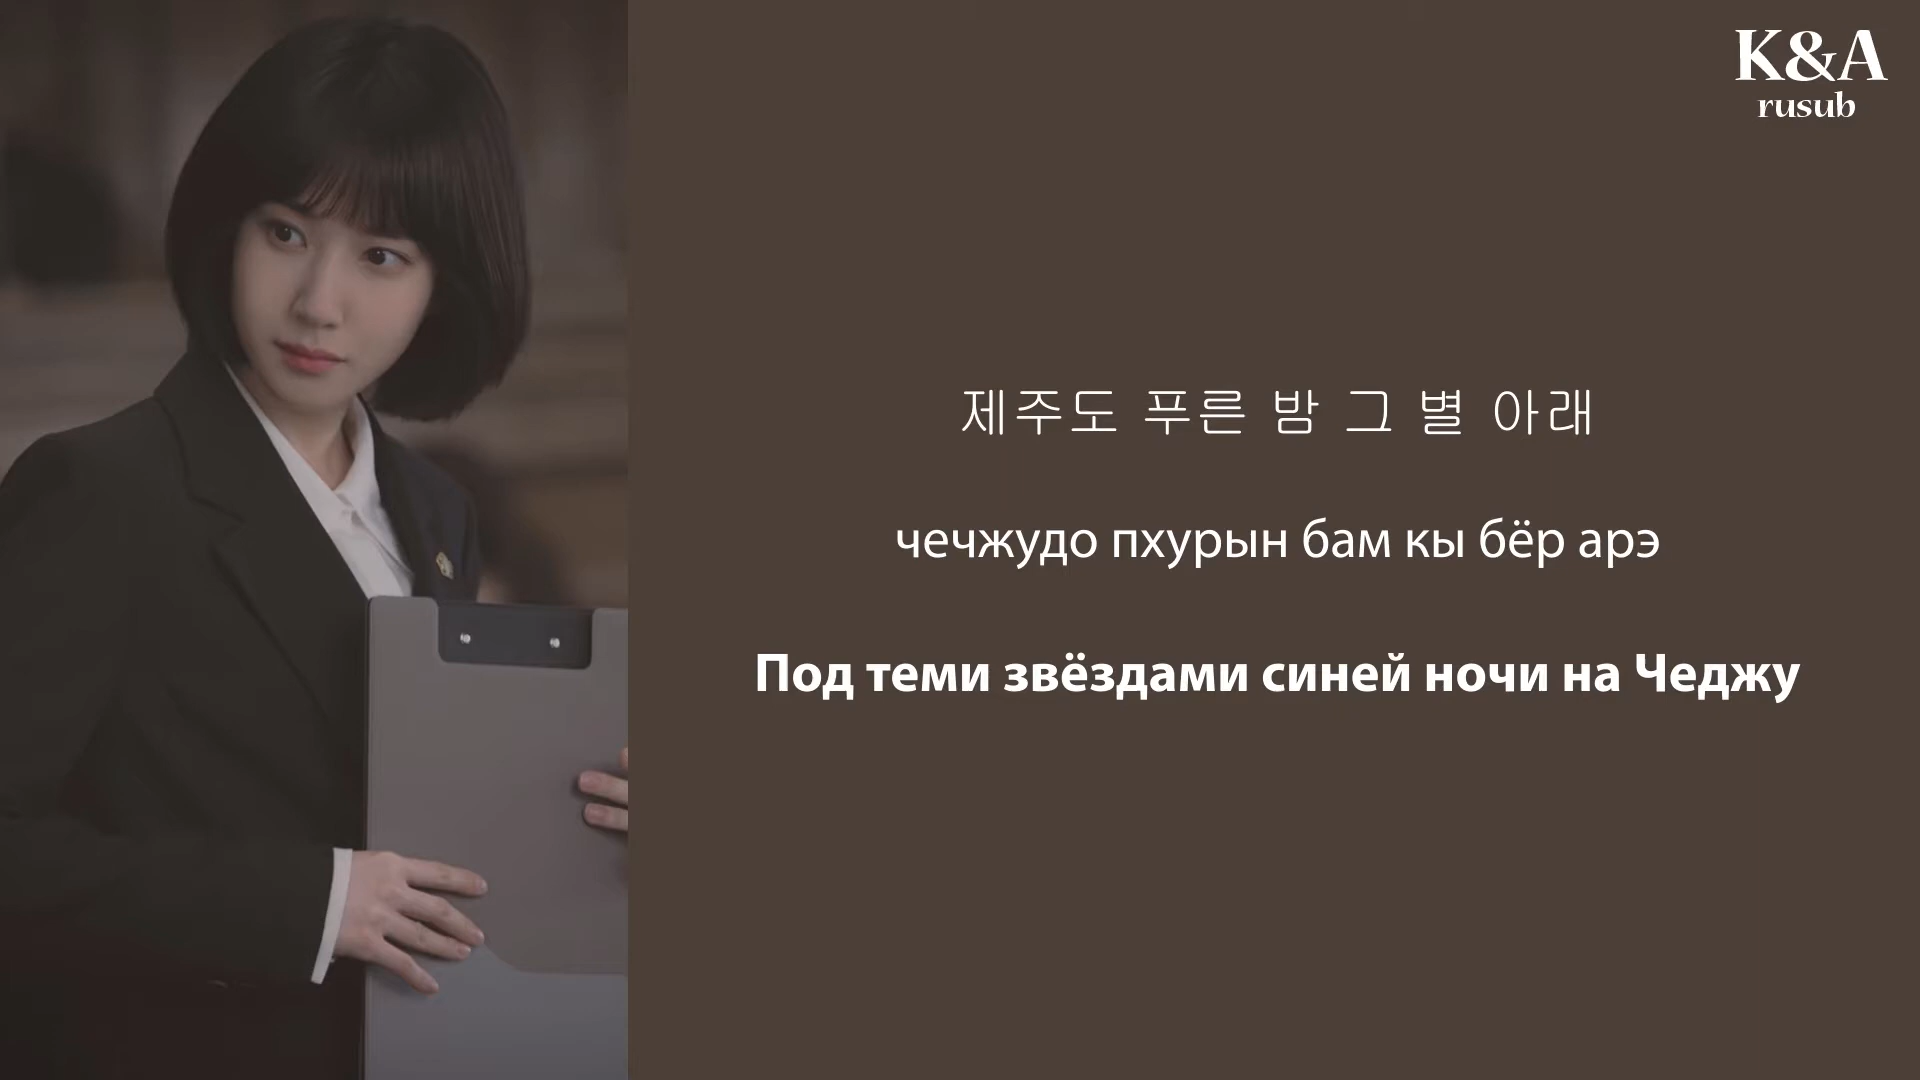 K&A
rusub
제주도 푸른 밤 그 별 아래
чечжудо пхурын бам кы бёр арэ
Под теми звёздами синей ночи на Чеджу